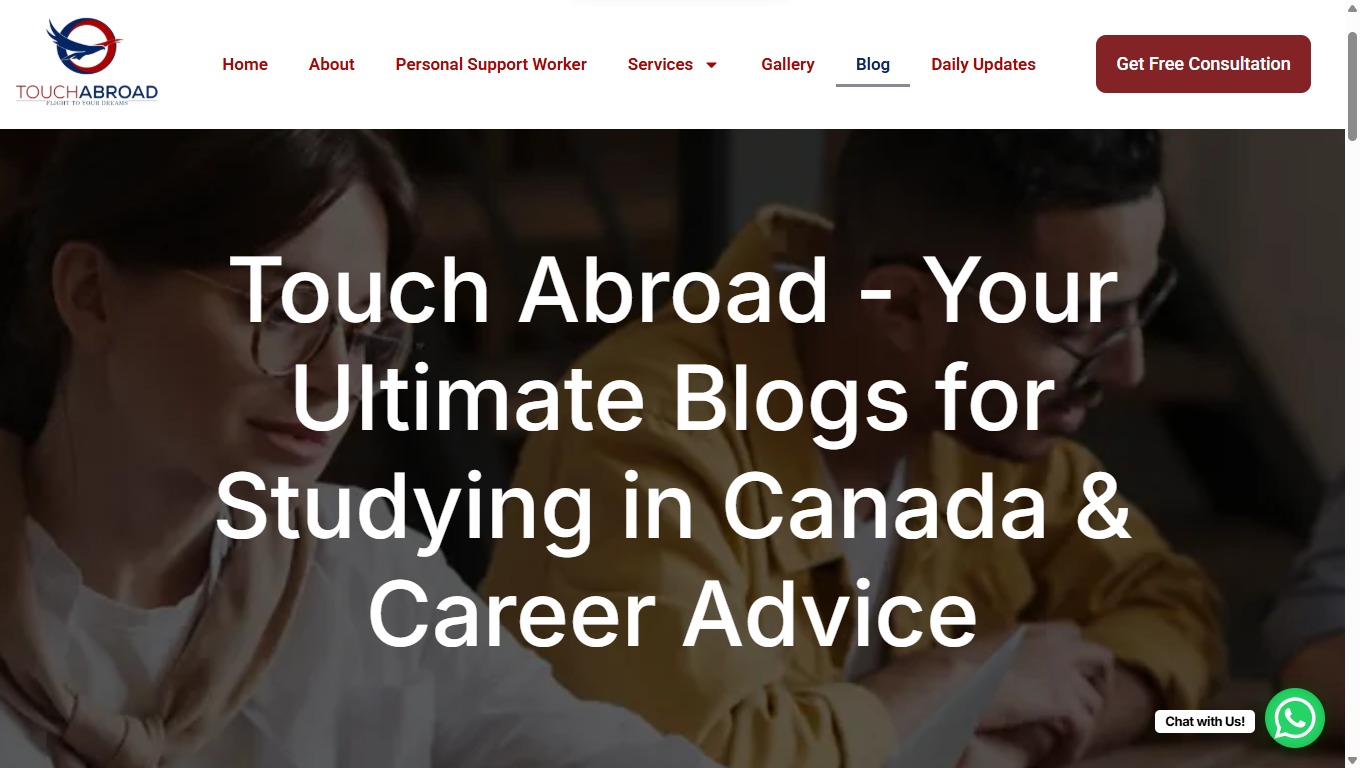 TOUCHABROAD
FLIGHT TO YOUR DREAMS
Home
About
Personal Support Worker
Services
Gallery
Blog
Daily Updates
Get Free Consultation
Touch Abroad - Your
Ultimate Blogs for
Studying in Canada &
Career Advice
Chat with Us!